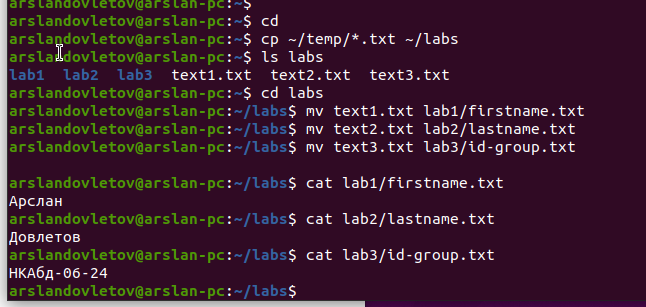 arslandovletov@arslan-pc:~$
arslandovletov@arslan-pc:~$ cd
arslandovletov@arslan-pc:~$ cp ~/temp/*.txt ~/labs
arslandovletov@arslan-pc:~$ ls labs
lab1 lab2 lab3 text1.txt text2.txt text3.txt
arslandovletov@arslan-pc:~$ cd labs
arslandovletov@arslan-pc:~/labs$ mv text1.txt lab1/firstname.txt
arslandovletov@arslan-pc:~/labs$ mv text2.txt lab2/lastname.txt
arslandovletov@arslan-pc:~/labs$ mv text3.txt lab3/id-group.txt
arslandovletov@arslan-pc:~/labs$ cat lab1/firstname.txt
Арслан
arslandovletov@arslan-pc:~/labs$ cat lab2/lastname.txt
Довлетов
arslandovletov@arslan-pc:~/labs$ cat lab3/id-group.txt
НКАбд-06-24
arslandovletov@arslan-pc:~/labs$